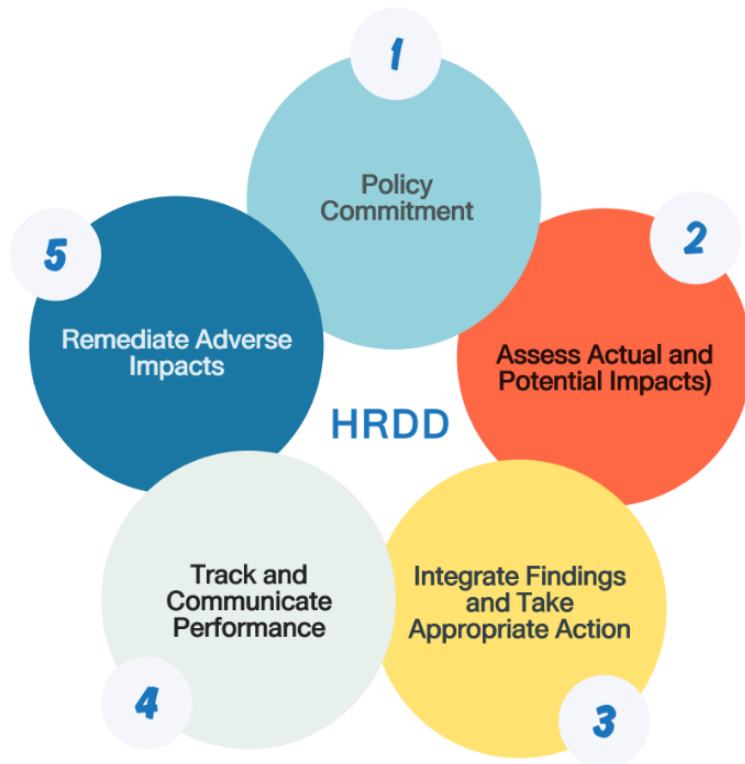 1
Policy
Commitment
2
Assess Actual and
Potential Impacts)
3
Integrate Findings
and Take
Appropriate Action
4
Track and
Communicate
Performance
5
Remediate Adverse
Impacts
HRDD